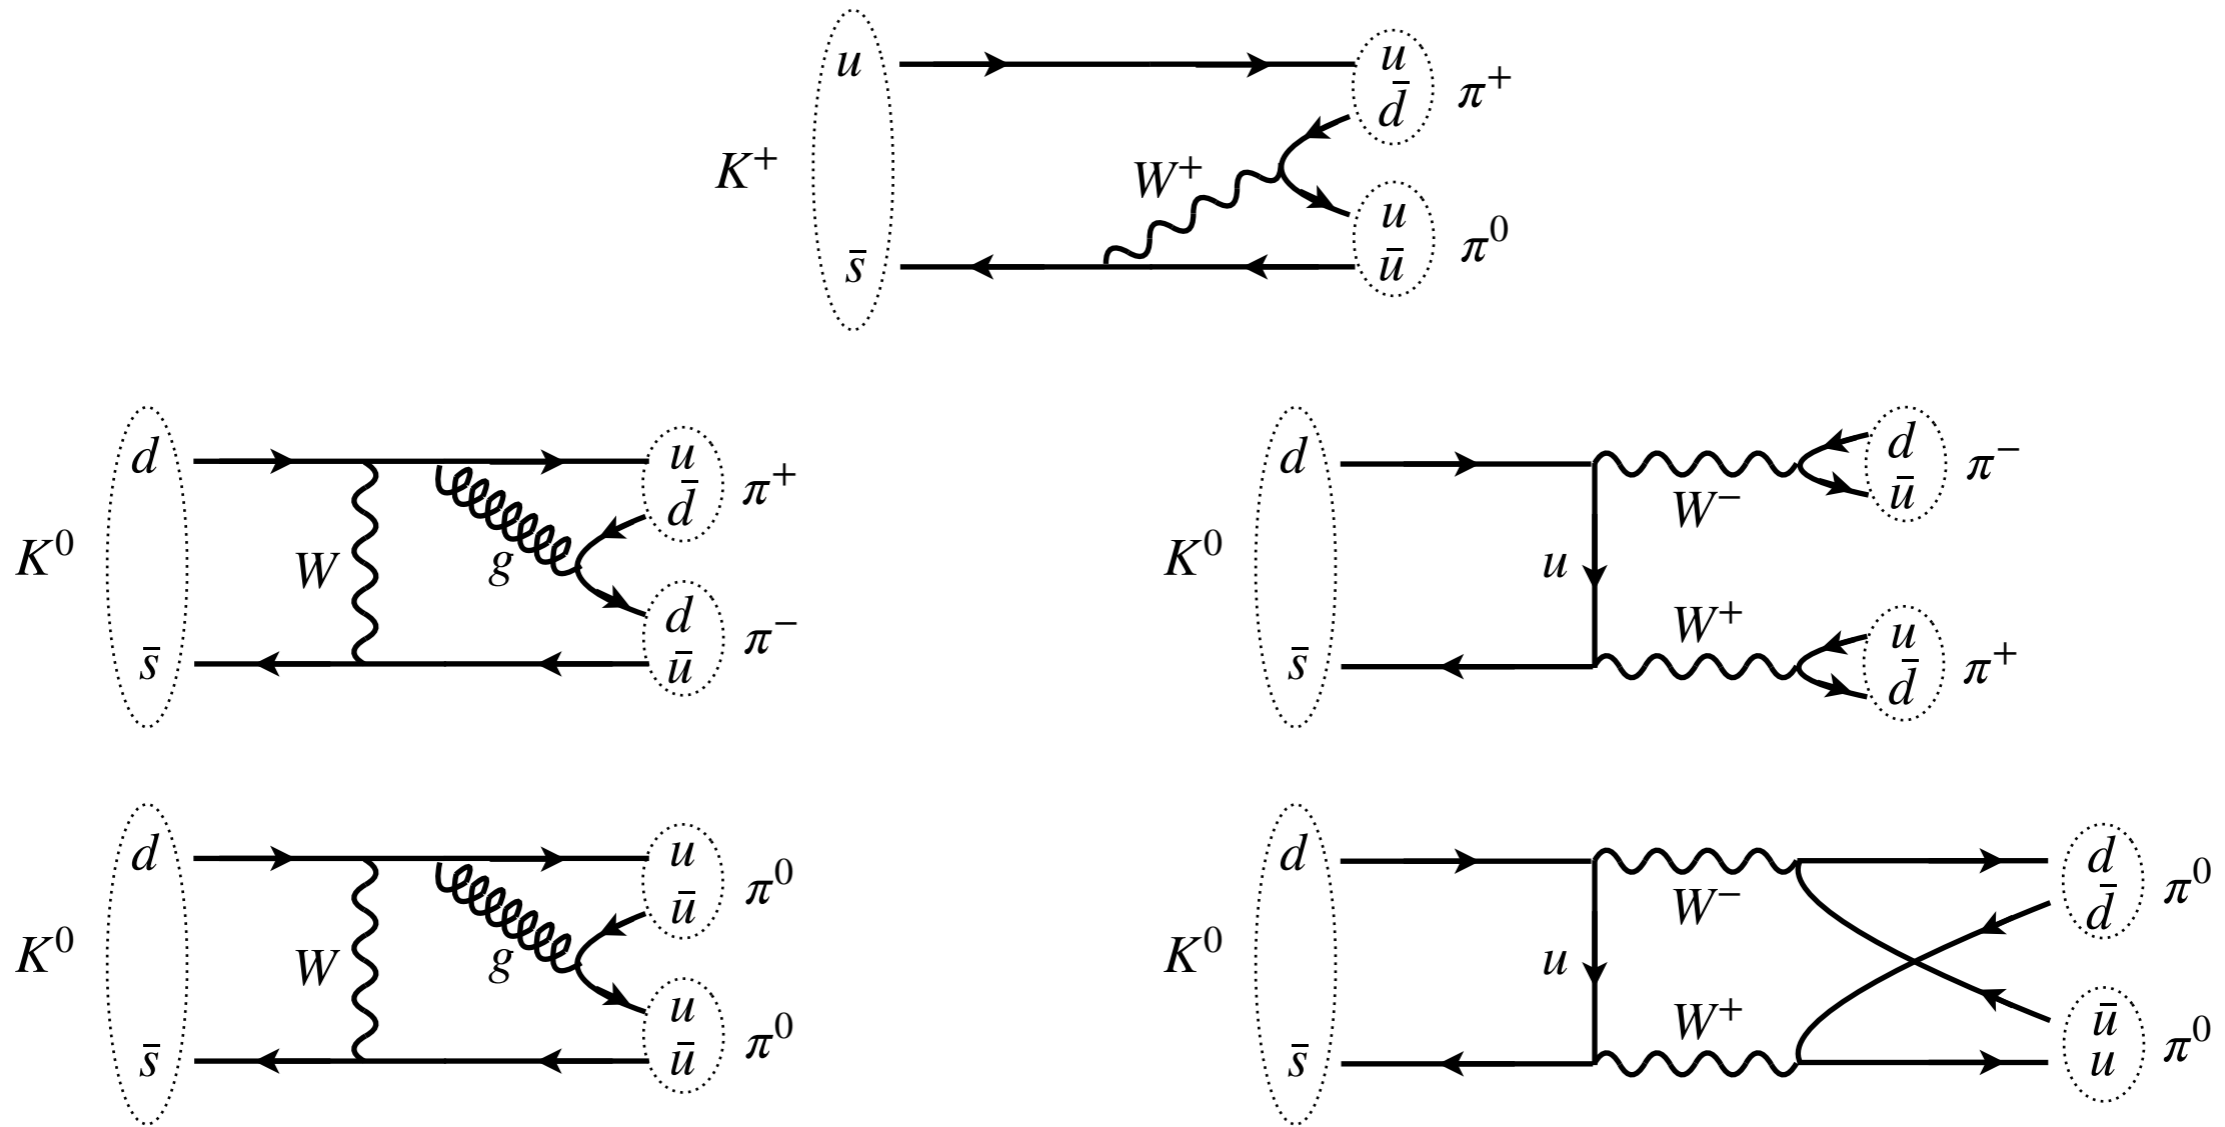 u
u
d̄
π⁺
K⁺
W⁺
u
ū
π⁰
s̄
d
u
d̄
π⁺
K⁰
W
g
d
ū
π⁻
s̄
d
d
ū
π⁻
W⁻
K⁰
u
W⁺
u
d̄
π⁺
s̄
d
u
ū
π⁰
K⁰
W
g
u
ū
π⁰
s̄
d
d
d̄
π⁰
W⁻
K⁰
u
W⁺
ū
u
π⁰
s̄